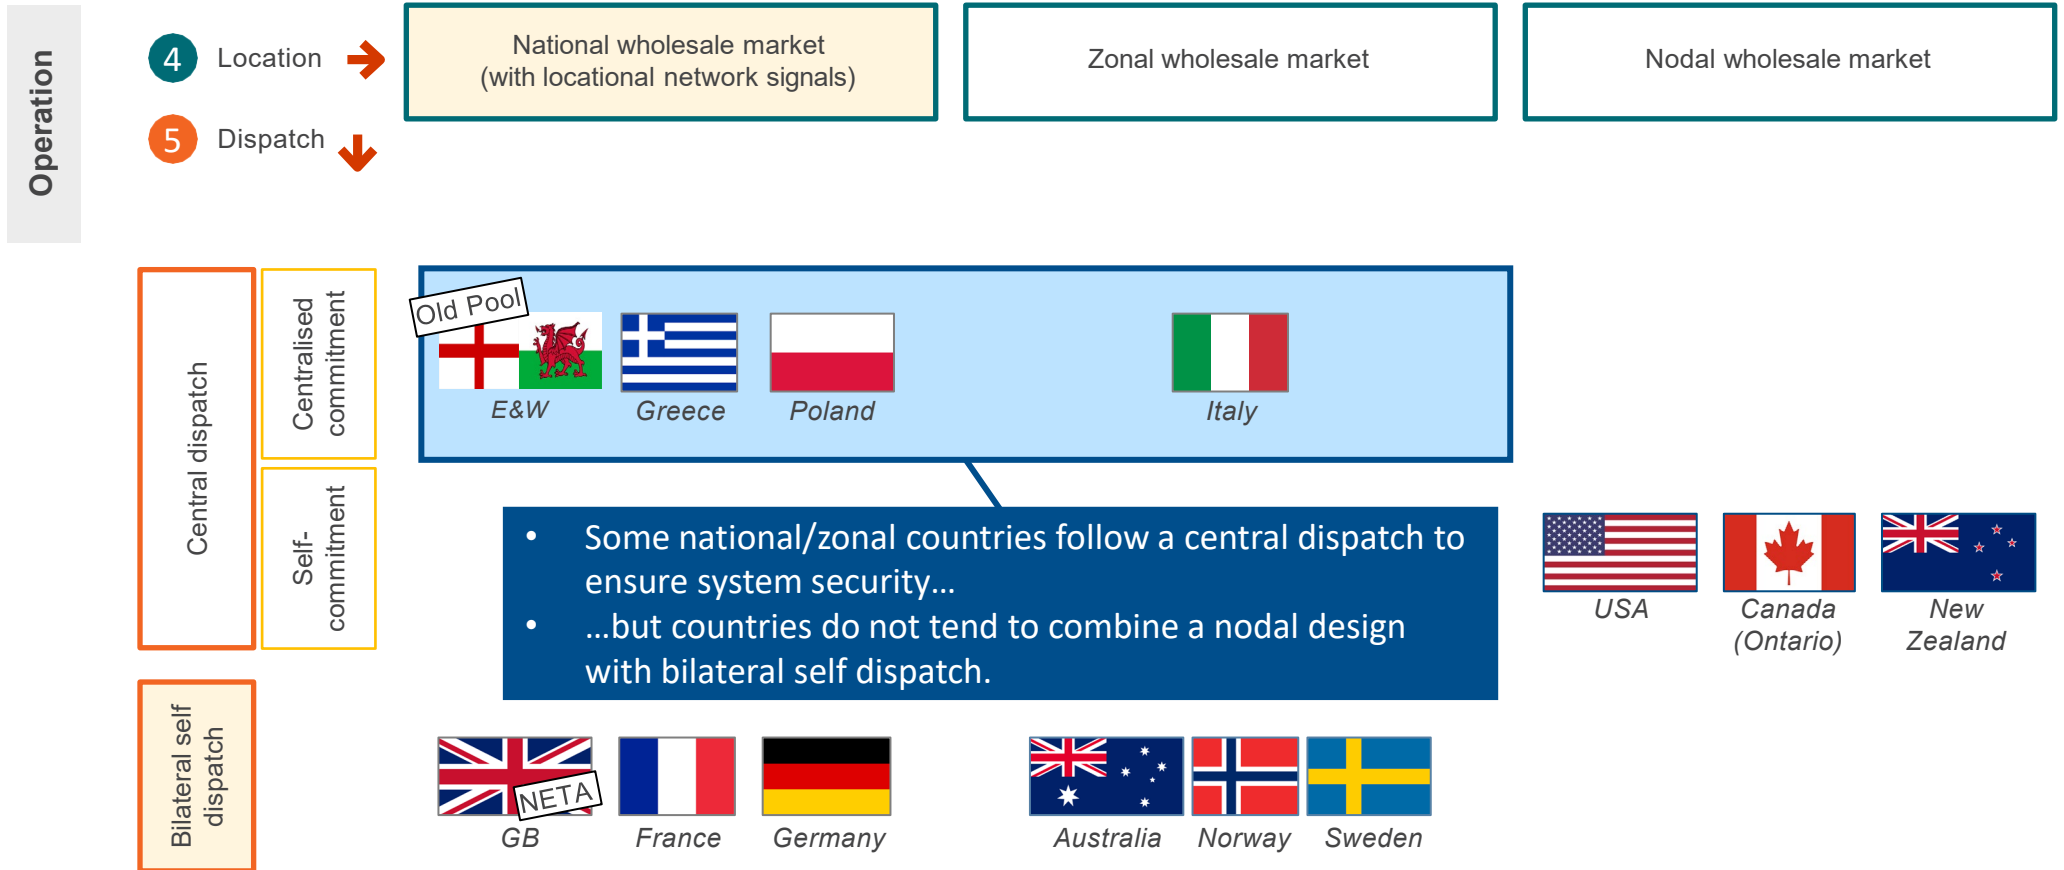 Operation
4 Location
National wholesale market
(with locational network signals)
Zonal wholesale market
Nodal wholesale market
5 Dispatch
Central dispatch
Centralised
commitment
Old Pool
E&W
Greece
Poland
Italy
Self-
commitment
• Some national/zonal countries follow a central dispatch to
ensure system security…
• …but countries do not tend to combine a nodal design
with bilateral self dispatch.
USA
Canada
(Ontario)
New
Zealand
Bilateral self
dispatch
NETA
GB
France
Germany
Australia
Norway
Sweden